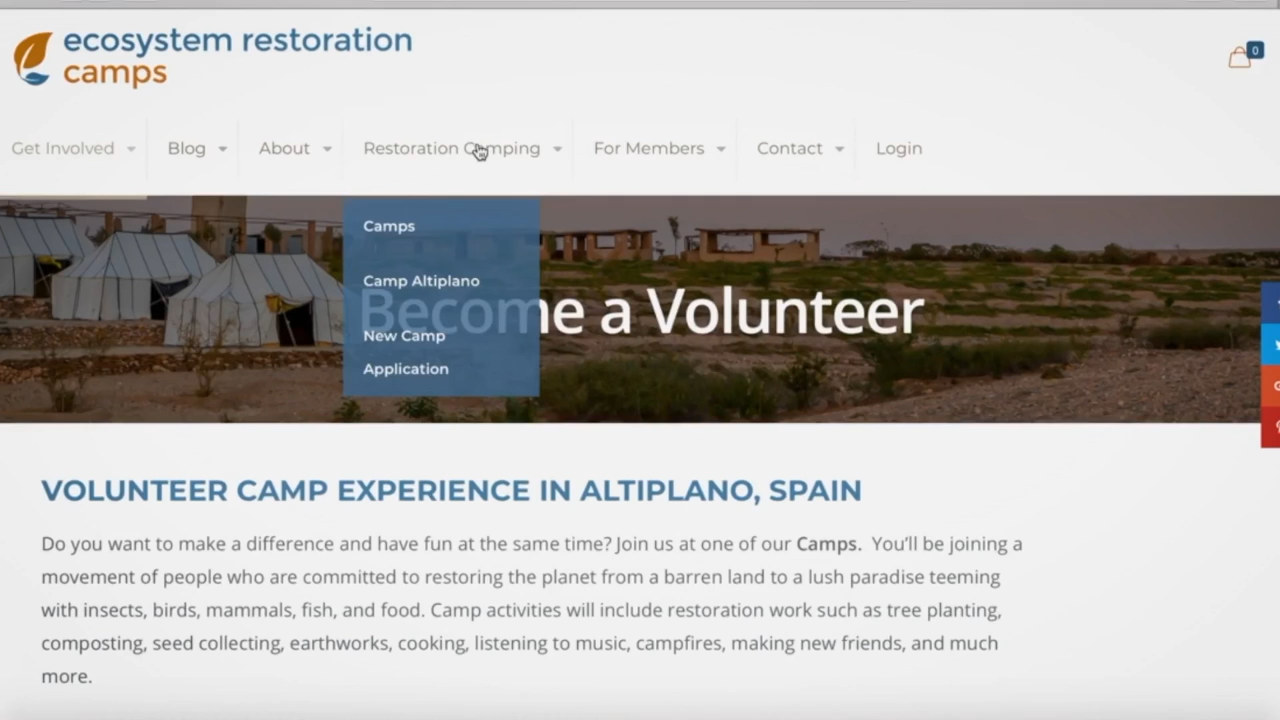 ecosystem restoration
camps
0
Get Involved
Blog
About
Restoration Camping
For Members
Contact
Login
Camps
Camp Altiplano
New Camp
Application
Become a Volunteer
VOLUNTEER CAMP EXPERIENCE IN ALTIPLANO, SPAIN
Do you want to make a difference and have fun at the same time? Join us at one of our Camps. You'll be joining a
movement of people who are committed to restoring the planet from a barren land to a lush paradise teeming
with insects, birds, mammals, fish, and food. Camp activities will include restoration work such as tree planting,
composting, seed collecting, earthworks, cooking, listening to music, campfires, making new friends, and much
more.